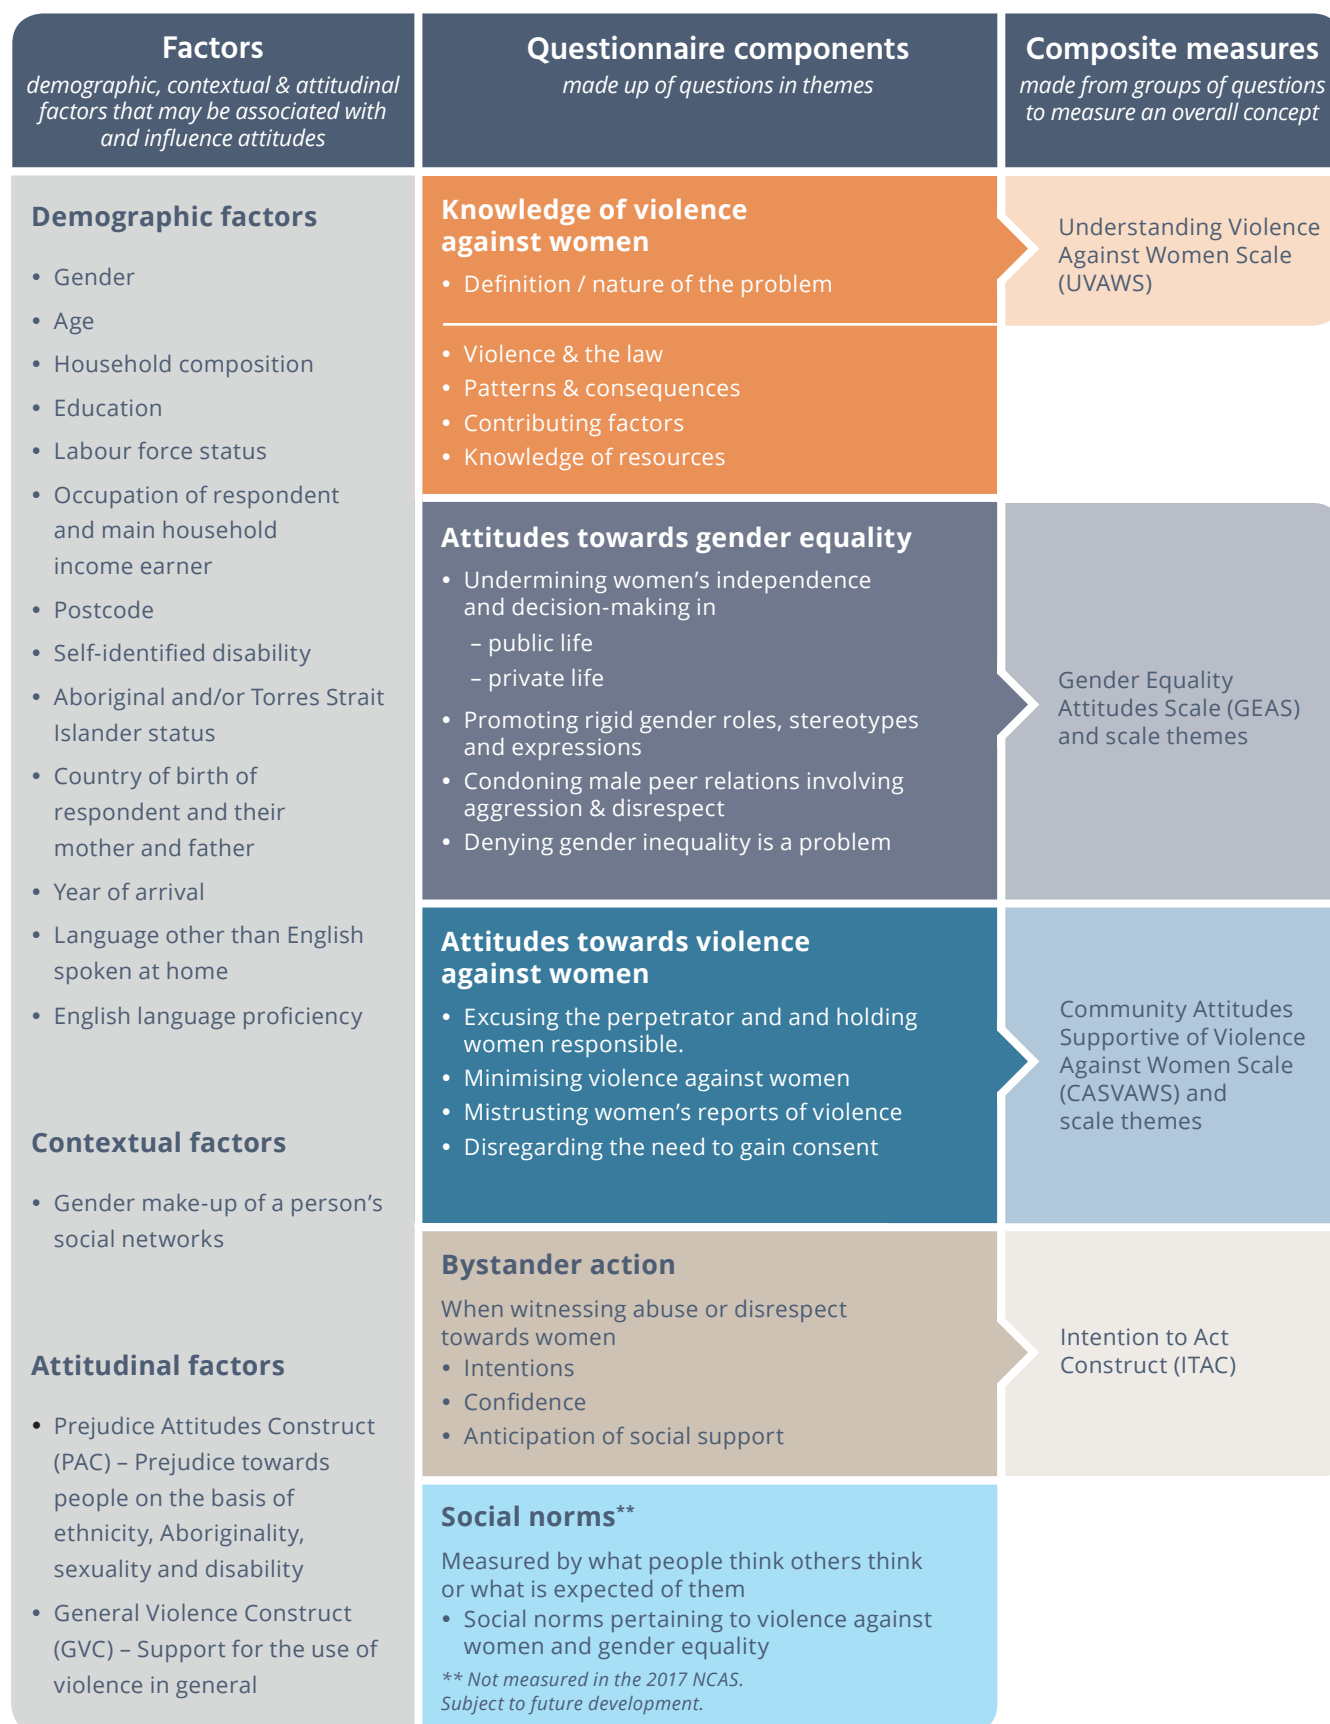 Factors
demographic, contextual & attitudinal
factors that may be associated with
and influence attitudes
Demographic factors
• Gender
• Age
• Household composition
• Education
• Labour force status
• Occupation of respondent
and main household
income earner
• Postcode
• Self-identified disability
• Aboriginal and/or Torres Strait
Islander status
• Country of birth of
respondent and their
mother and father
• Year of arrival
• Language other than English
spoken at home
• English language proficiency
Contextual factors
• Gender make-up of a person's
social networks
Attitudinal factors
• Prejudice Attitudes Construct
(PAC) – Prejudice towards
people on the basis of
ethnicity, Aboriginality,
sexuality and disability
• General Violence Construct
(GVC) – Support for the use of
violence in general
Questionnaire components
made up of questions in themes
Knowledge of violence
against women
• Definition / nature of the problem
• Violence & the law
• Patterns & consequences
• Contributing factors
• Knowledge of resources
Attitudes towards gender equality
• Undermining women's independence
and decision-making in
– public life
– private life
• Promoting rigid gender roles, stereotypes
and expressions
• Condoning male peer relations involving
aggression & disrespect
• Denying gender inequality is a problem
Attitudes towards violence
against women
• Excusing the perpetrator and and holding
women responsible.
• Minimising violence against women
• Mistrusting women's reports of violence
• Disregarding the need to gain consent
Bystander action
When witnessing abuse or disrespect
towards women
• Intentions
• Confidence
• Anticipation of social support
Social norms**
Measured by what people think others think
or what is expected of them
• Social norms pertaining to violence against
women and gender equality
** Not measured in the 2017 NCAS.
Subject to future development.
Composite measures
made from groups of questions
to measure an overall concept
Understanding Violence
Against Women Scale
(UVAWS)
Gender Equality
Attitudes Scale (GEAS)
and scale themes
Community Attitudes
Supportive of Violence
Against Women Scale
(CASVAWS) and
scale themes
Intention to Act
Construct (ITAC)